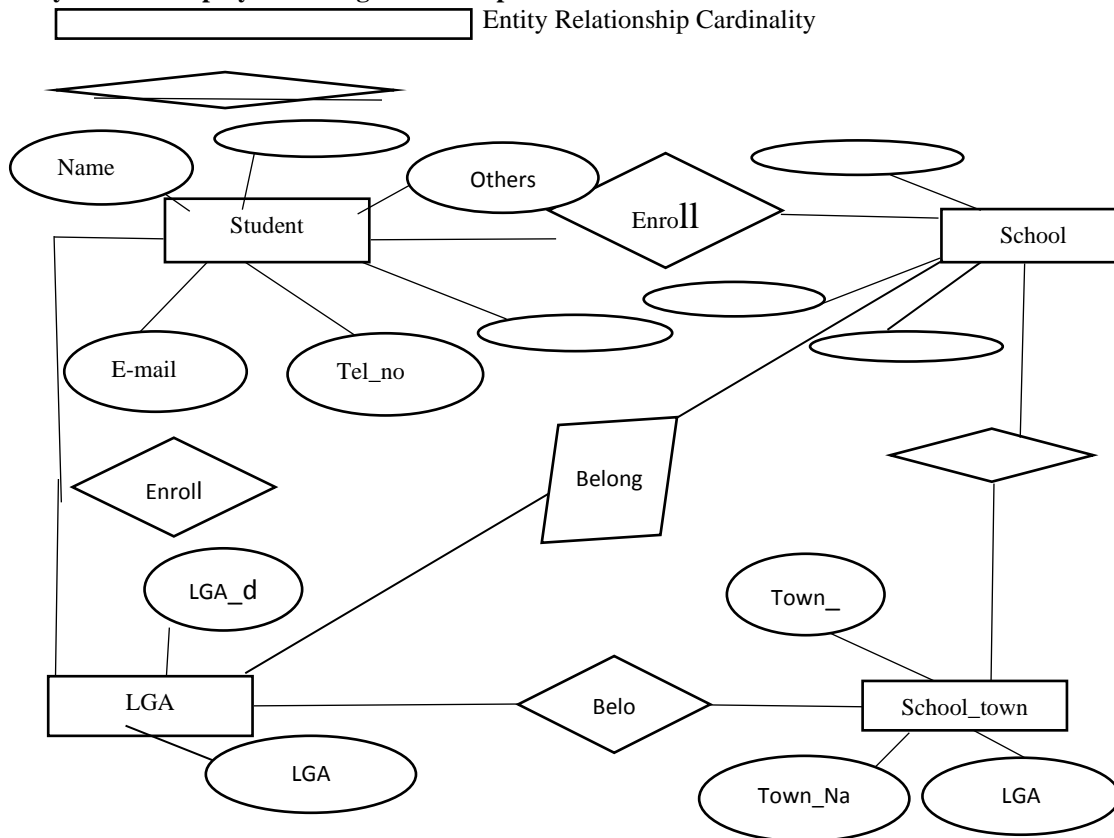 Entity Relationship Cardinality
Name
Others
Student
Enroll
School
E-mail
Tel_no
Belong
Enroll
LGA_d
Town_
LGA
Belo
School_town
LGA
Town_Na
LGA